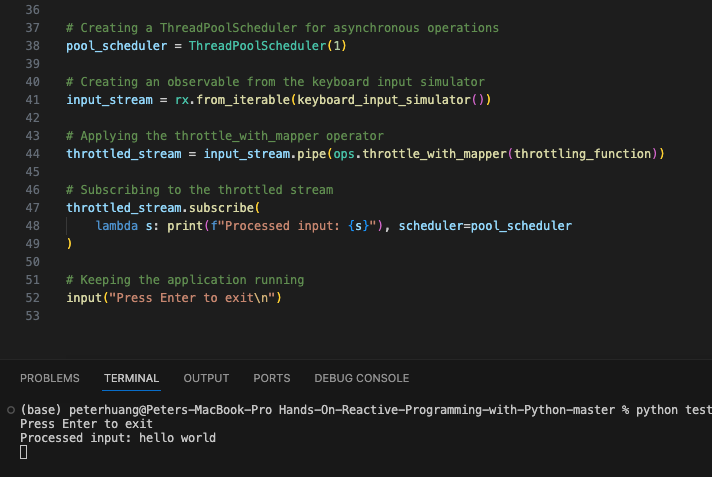 36
37 # Creating a ThreadPoolScheduler for asynchronous operations
38 pool_scheduler = ThreadPoolScheduler(1)
39
40 # Creating an observable from the keyboard input simulator
41 input_stream = rx.from_iterable(keyboard_input_simulator())
42
43 # Applying the throttle_with_mapper operator
44 throttled_stream = input_stream.pipe(ops.throttle_with_mapper(throttling_function))
45
46 # Subscribing to the throttled stream
47 throttled_stream.subscribe(
48     lambda s: print(f"Processed input: {s}"), scheduler=pool_scheduler
49 )
50
51 # Keeping the application running
52 input("Press Enter to exit\n")
53
PROBLEMS TERMINAL OUTPUT PORTS DEBUG CONSOLE
(base) peterhuang@Peters-MacBook-Pro Hands-On-Reactive-Programming-with-Python-master % python test
Press Enter to exit
Processed input: hello world